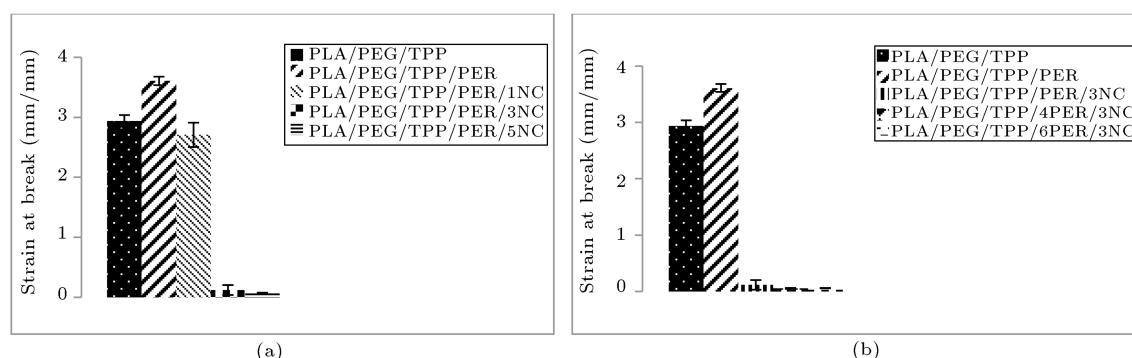 Strain at break (mm/mm)
4
3
2
1
0
PLA/PEG/TPP
PLA/PEG/TPP/PER
PLA/PEG/TPP/PER/1NC
PLA/PEG/TPP/PER/3NC
PLA/PEG/TPP/PER/5NC
(a)
Strain at break (mm/mm)
4
3
2
1
0
PLA/PEG/TPP
PLA/PEG/TPP/PER
PLA/PEG/TPP/PER/3NC
PLA/PEG/TPP/4PER/3NC
PLA/PEG/TPP/6PER/3NC
(b)